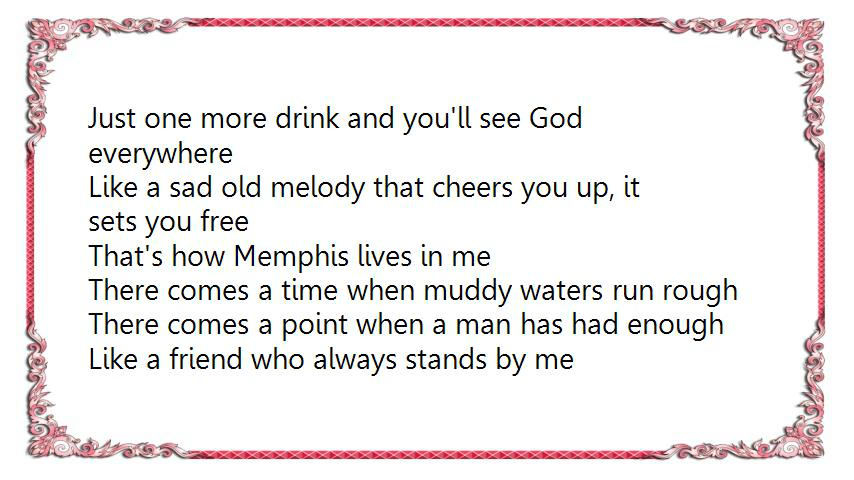 Just one more drink and you'll see God
everywhere
Like a sad old melody that cheers you up, it
sets you free
That's how Memphis lives in me
There comes a time when muddy waters run rough
There comes a point when a man has had enough
Like a friend who always stands by me